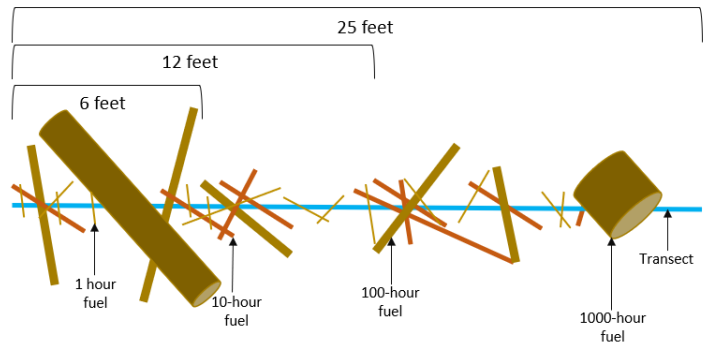 25 feet
12 feet
6 feet
1 hour
fuel
10-hour
fuel
100-hour
fuel
1000-hour
fuel
Transect